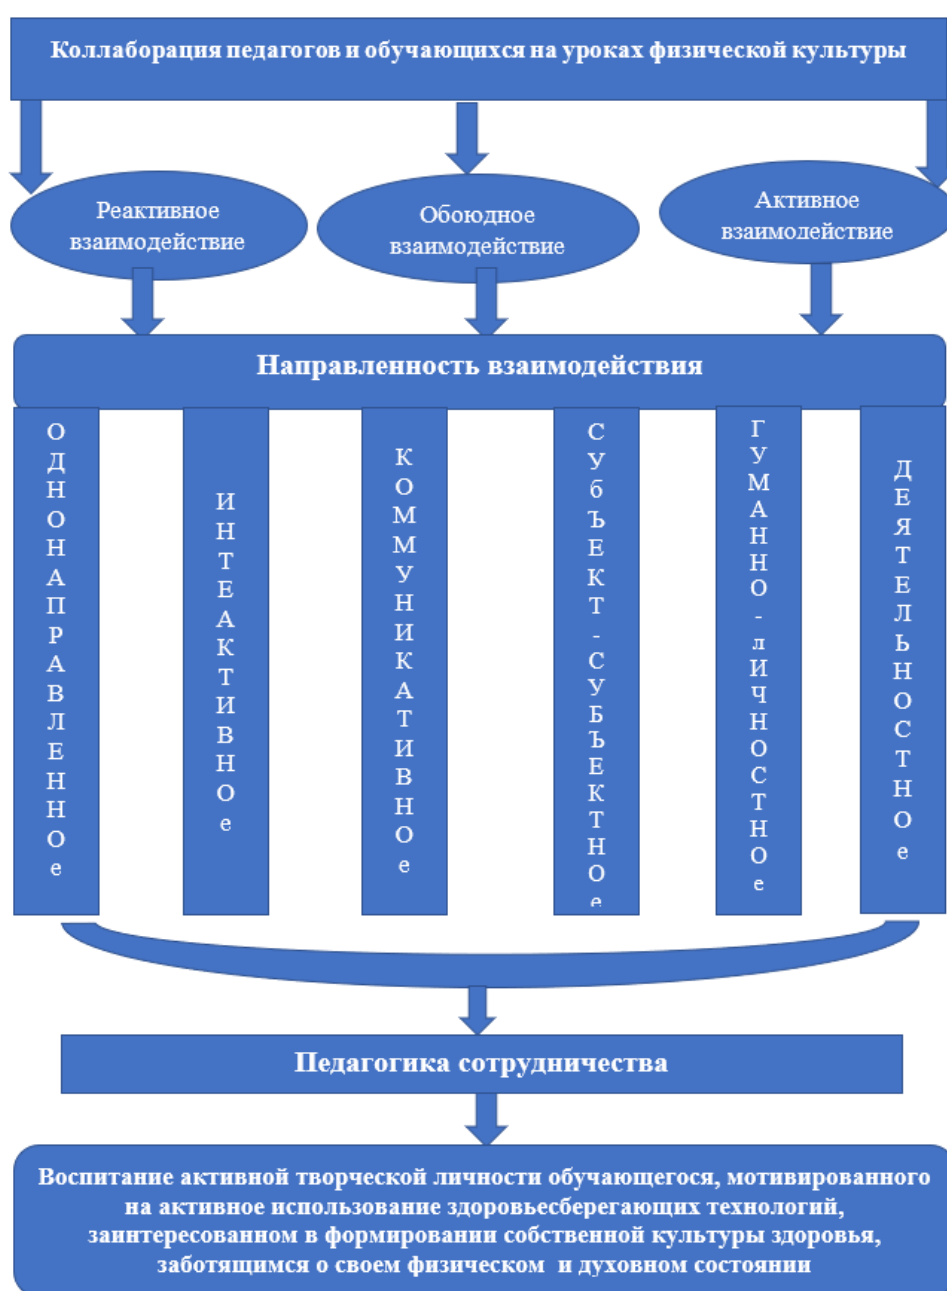 Коллаборация педагогов и обучающихся на уроках физической культуры
Реактивное
взаимодействие
Обоюдное
взаимодействие
Активное
взаимолействие
Направленность взаимодействия
ОДНОНАПРАВЛЕННОе
ИНТЕАКТИВНОе
КОММУНИКАТИВНОе
СУбЪЕКТ-СУБЪЕКТНОе
ГУМАННО-лИЧНОСТНОе
ДЕЯТЕЛЬНОСТНОе
Педагогика сотрудничества
Воспитание активной творческой личности обучающегося, мотивированного
на активное использование здоровьесберегающих технологий,
заинтересованном в формировании собственной культуры здоровья,
заботящимся о своем физическом и духовном состоянии